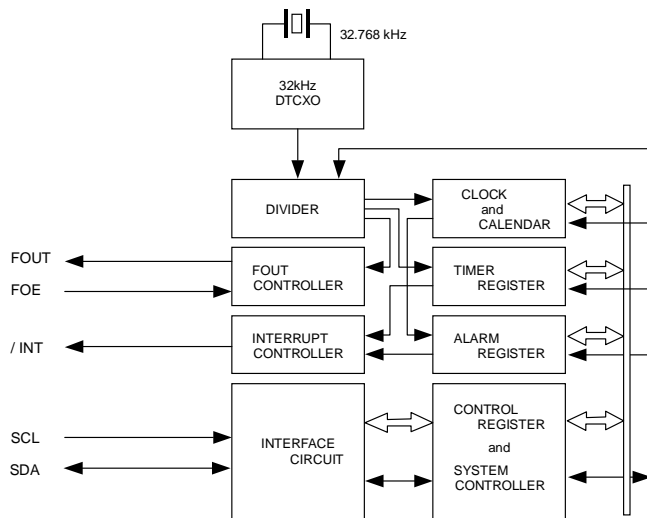 32.768 kHz
32kHz
DTCXO
DIVIDER
CLOCK
and
CALENDAR
FOUT
FOE
FOUT
CONTROLLER
TIMER
REGISTER
/ INT
INTERRUPT
CONTROLLER
ALARM
REGISTER
SCL
SDA
INTERFACE
CIRCUIT
CONTROL
REGISTER
and
SYSTEM
CONTROLLER